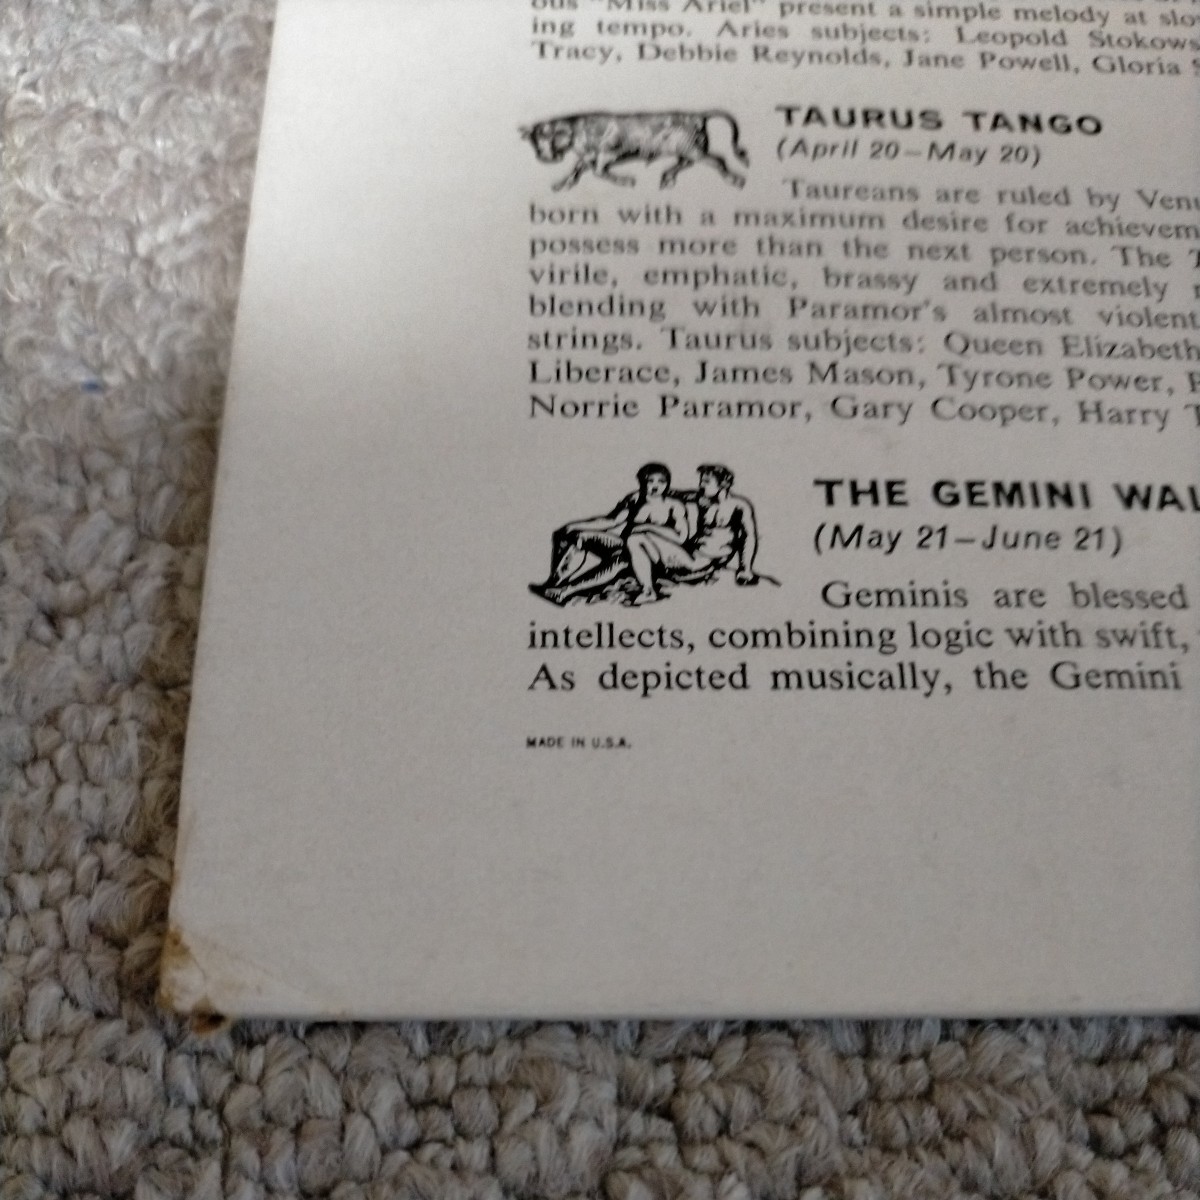 ous "Miss Ariel" present a simple melody at slo
ing tempo. Aries subjects: Leopold Stokows
Tracy, Debbie Reynolds, Jane Powell, Gloria S
TAURUS TANGO
(April 20–May 20)
Taureans are ruled by Venu
born with a maximum desire for achievem
possess more than the next person. The T
virile, emphatic, brassy and extremely r
blending with Paramor's almost violent
strings. Taurus subjects: Queen Elizabeth
Liberace, James Mason, Tyrone Power,
Norrie Paramor, Gary Cooper, Harry T
THE GEMINI WAL
(May 21–June 21)
Geminis are blessed
intellects, combining logic with swift,
As depicted musically, the Gemini
MADE IN U.S.A.